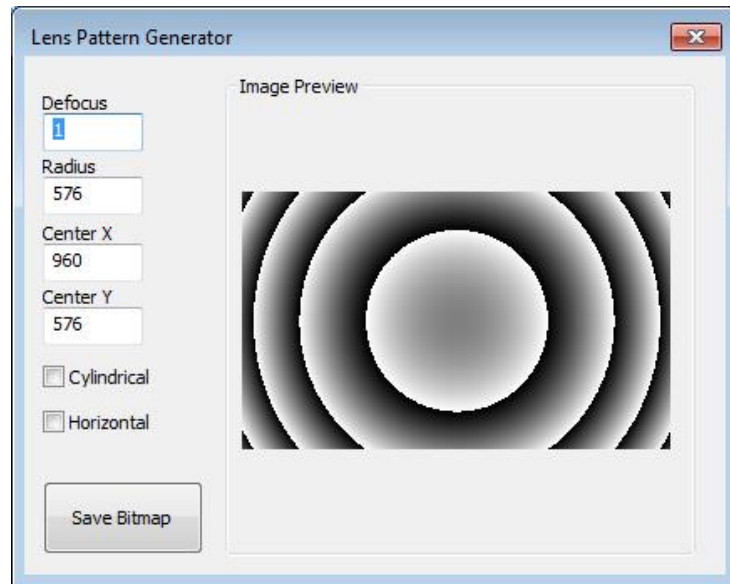 Lens Pattern Generator
Image Preview
Defocus
1
Radius
576
Center X
960
Center Y
576
Cylindrical
Horizontal
Save Bitmap